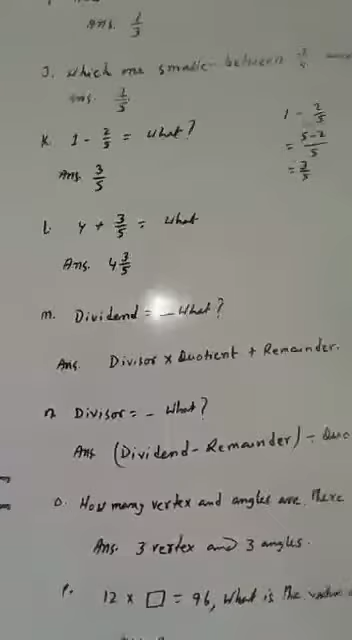 Ans. 1/3
J. Which one smaller between
Ans. 2/5
K. 1 - 2/5 = What?
Ans. 3/5
1 - 2/5
= 5-2/5
= 3/5
L. 4 + 3/5 = What
Ans. 4 3/5
m. Dividend = _ What?
Ans. Divisor x Quotient + Remainder.
n. Divisor = - What?
Ans (Dividend - Remainder) ÷ Quo
O. How many vertex and angles are there
Ans. 3 vertex and 3 angles.
P. 12 x □ = 96, What is the